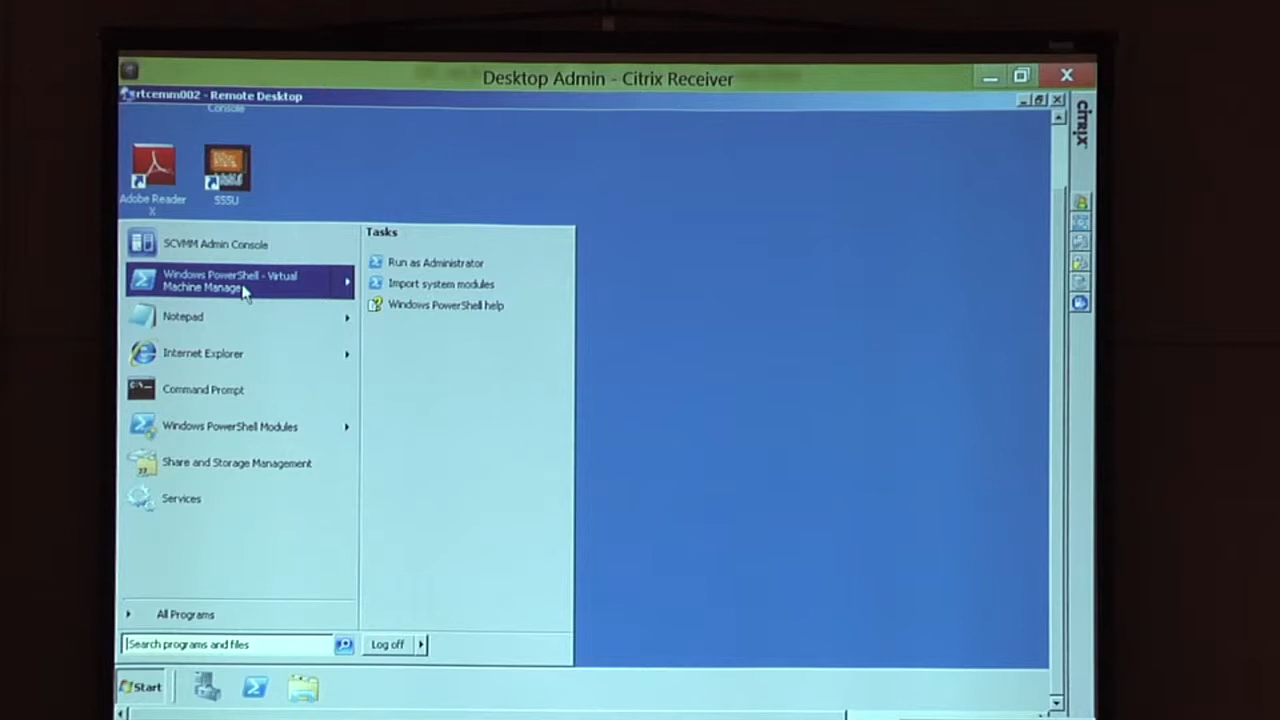 Desktop Admin - Citrix Receiver
rtcemm002 - Remote Desktop
CITRIX
Console
Adobe Reader
X
SSSU
SCVMM Admin Console
Windows PowerShell - Virtual
Machine Manage
Notepad
Internet Explorer
Command Prompt
Windows PowerShell Modules
Share and Storage Management
Services
All Programs
Search programs and files
Tasks
Run as Administrator
Import system modules
Windows PowerShell help
Log off
Start